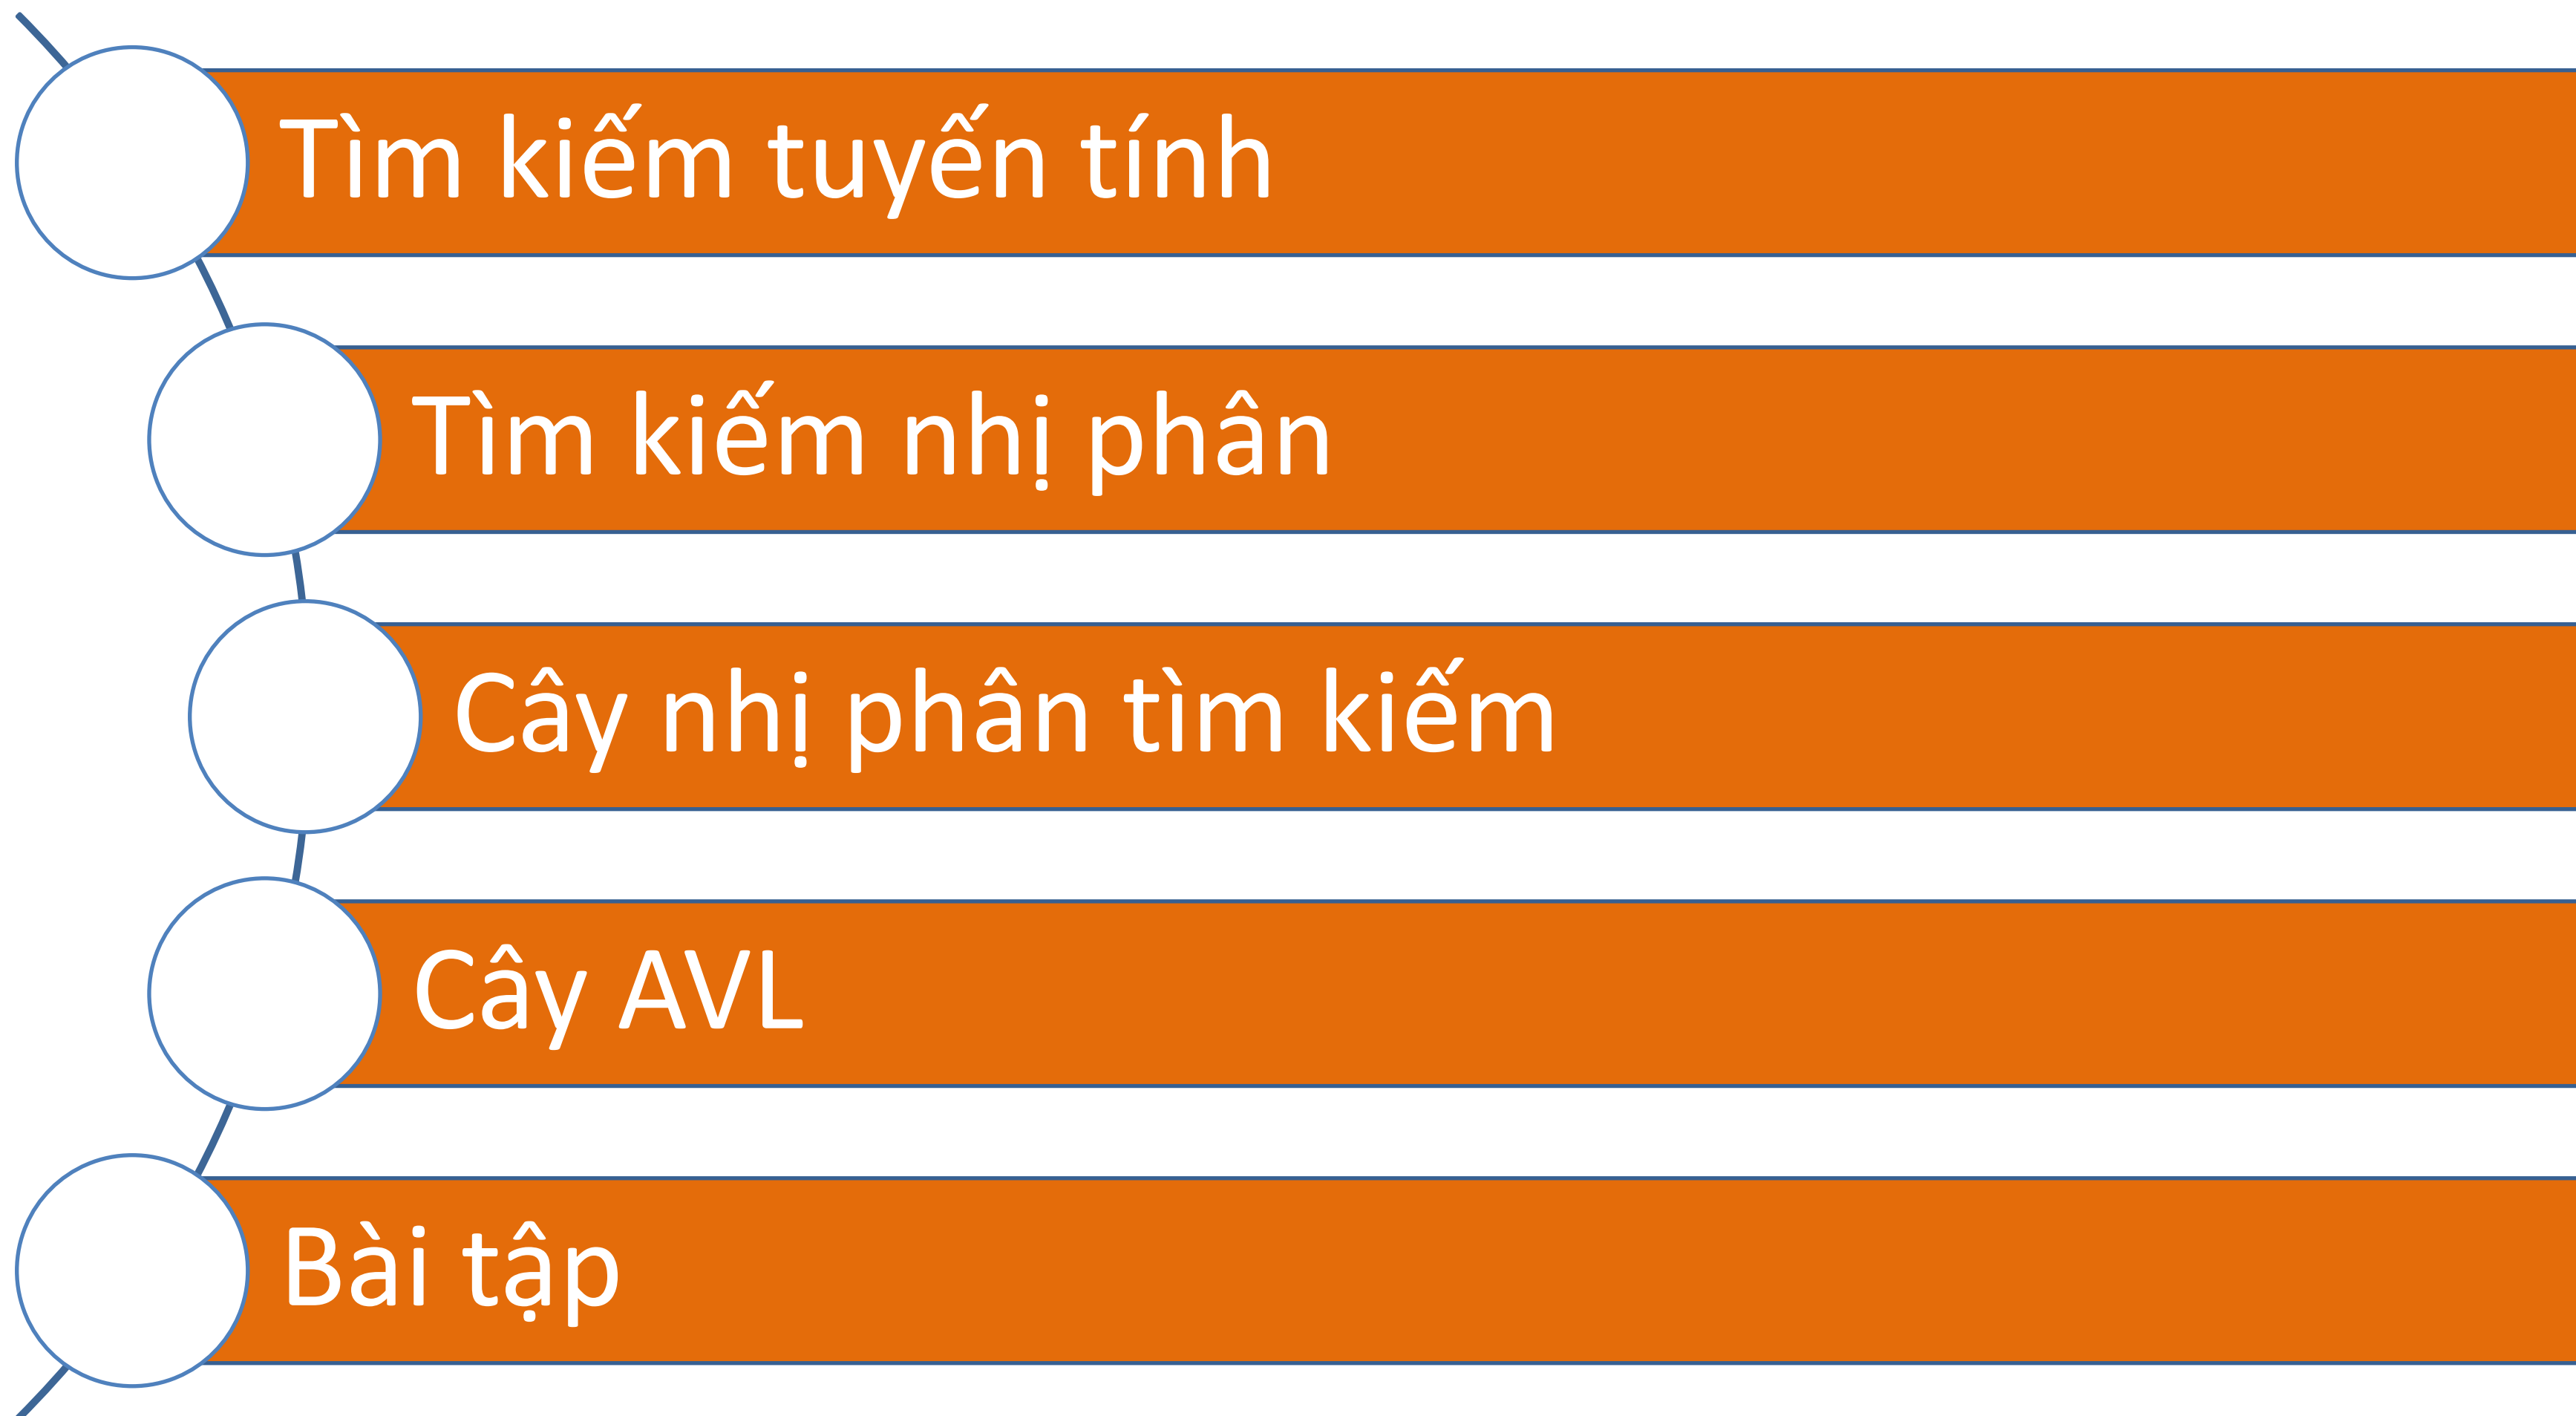 Tìm kiếm tuyến tính
Tìm kiếm nhị phân
Cây nhị phân tìm kiếm
Cây AVL
Bài tập